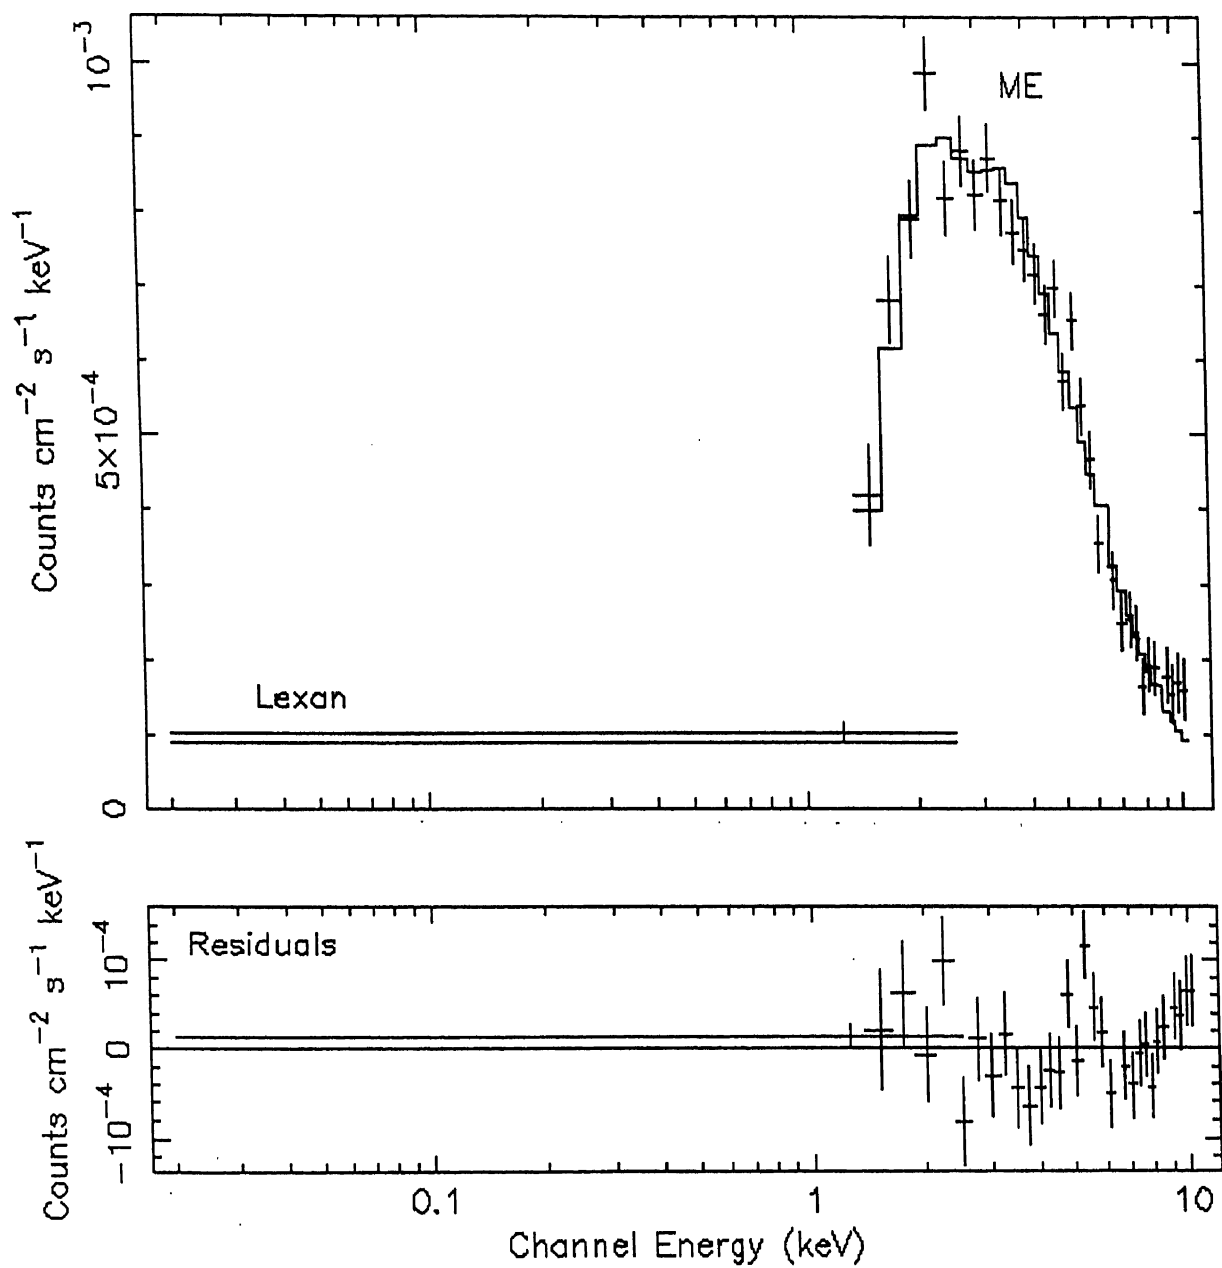 10⁻³
ME
Counts cm⁻² s⁻¹ keV⁻¹
5×10⁻⁴
Lexan
0
Residuals
Counts cm⁻² s⁻¹ keV⁻¹
10⁻⁴
0
−10⁻⁴
0.1 1 10
Channel Energy (keV)